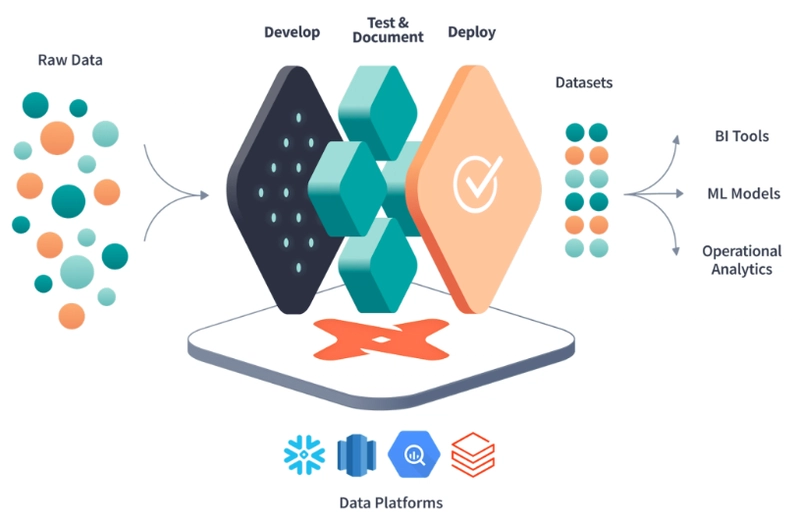 Raw Data
Develop
Test &
Document
Deploy
Datasets
BI Tools
ML Models
Operational
Analytics
Data Platforms